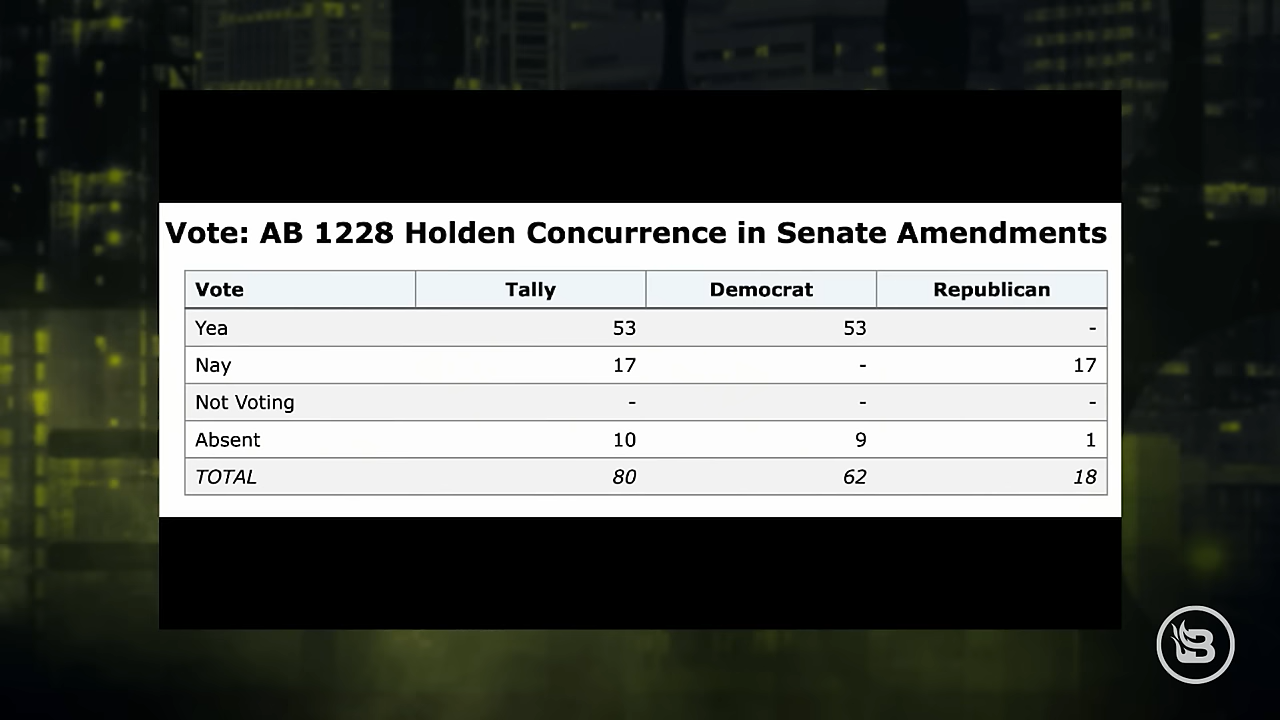 Vote: AB 1228 Holden Concurrence in Senate Amendments
Vote Tally Democrat Republican
Yea 53 53 -
Nay 17 - 17
Not Voting - - -
Absent 10 9 1
TOTAL 80 62 18
B